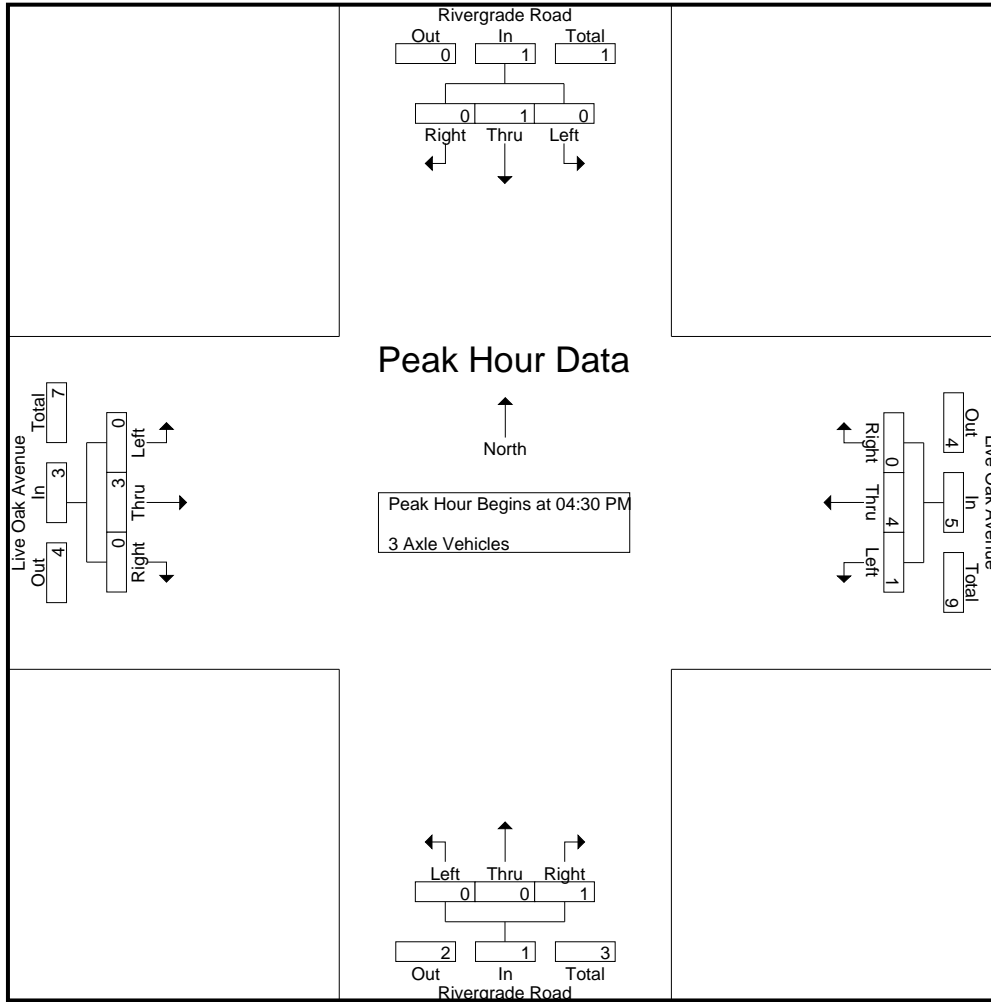 Rivergrade Road
Out In Total
0 1 1
0 1 0
Right Thru Left
Peak Hour Data
North
Peak Hour Begins at 04:30 PM
3 Axle Vehicles
Live Oak Avenue
Total In Out
7 3 4
0 3 0
Left Thru Right
Right Thru Left
0 4 1
Out In Total
4 5 9
Live Oak Avenue
Left Thru Right
0 0 1
2 1 3
Out In Total
Rivergrade Road